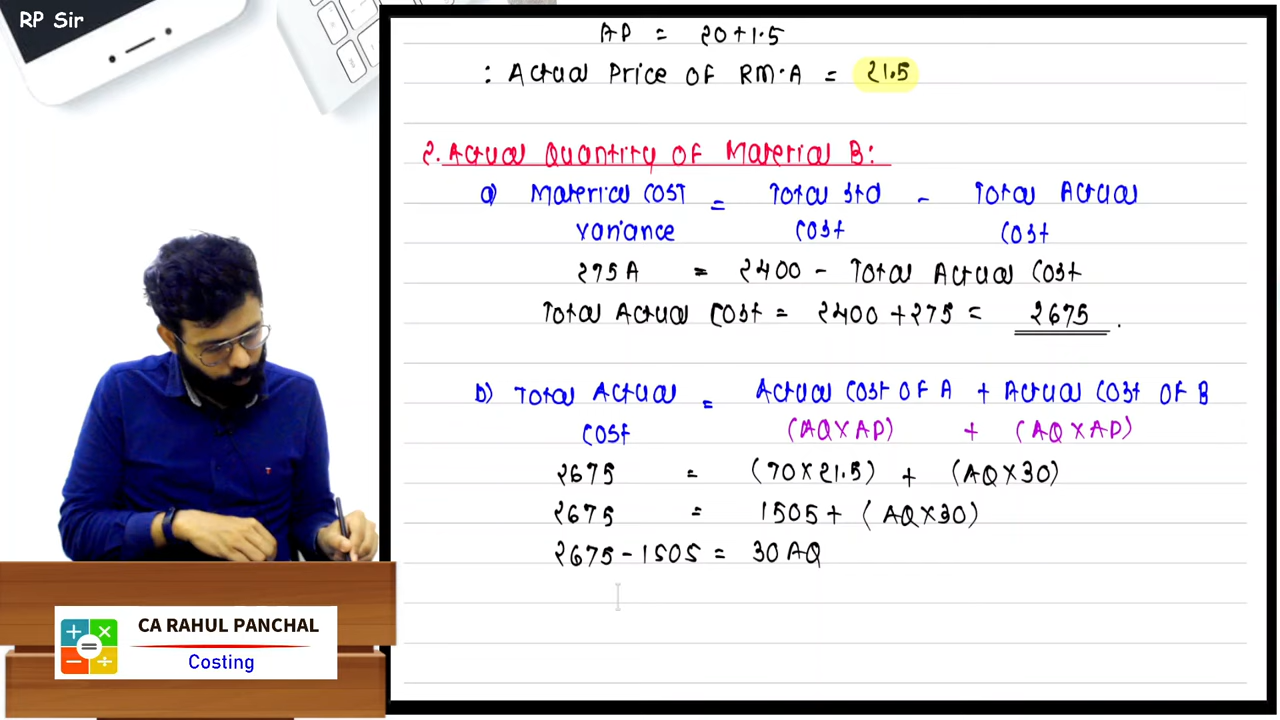 RP Sir
AP = 20+1.5
: Actual Price of RM.A = 21.5
2. Actual Quantity of Material B:
a) Material Cost variance = Total Std Cost - Total Actual Cost
275A = 2400 - Total Actual Cost
Total Actual Cost = 2400 + 275 = 2675.
b) Total Actual Cost = Actual Cost of A + Actual Cost of B
(AQ×AP) + (AQ×AP)
2675 = (70×21.5) + (AQ×30)
2675 = 1505 + (AQ×30)
2675-1505 = 30AQ
CA RAHUL PANCHAL
Costing